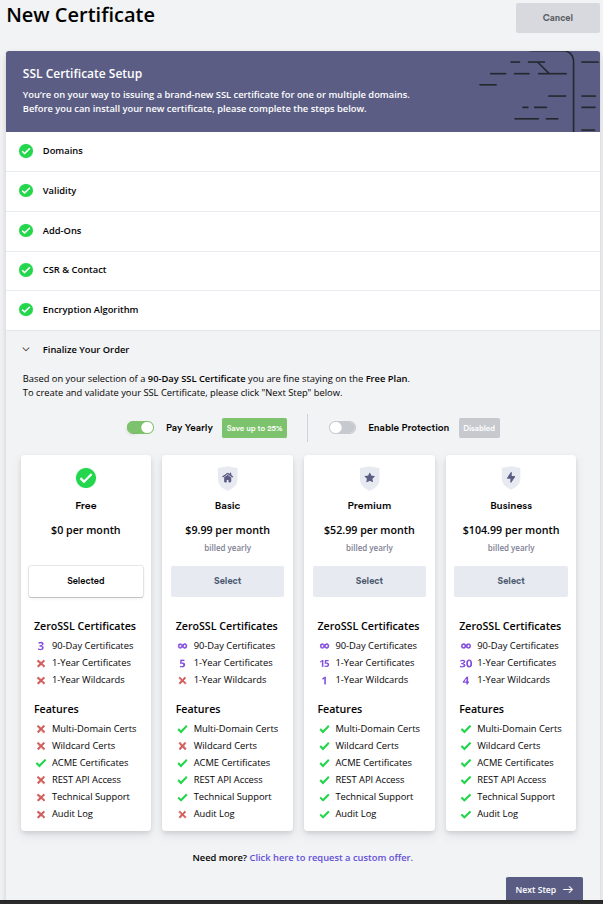 New Certificate
Cancel
SSL Certificate Setup
You're on your way to issuing a brand-new SSL certificate for one or multiple domains.
Before you can install your new certificate, please complete the steps below.
Domains
Validity
Add-Ons
CSR & Contact
Encryption Algorithm
Finalize Your Order
Based on your selection of a 90-Day SSL Certificate you are fine staying on the Free Plan.
To create and validate your SSL Certificate, please click "Next Step" below.
Pay Yearly
Save up to 25%
Enable Protection
Disabled
Free
$0 per month
Selected
ZeroSSL Certificates
3 90-Day Certificates
1-Year Certificates
1-Year Wildcards
Features
Multi-Domain Certs
Wildcard Certs
ACME Certificates
REST API Access
Technical Support
Audit Log
Basic
$9.99 per month
billed yearly
Select
ZeroSSL Certificates
∞ 90-Day Certificates
5 1-Year Certificates
1-Year Wildcards
Features
Multi-Domain Certs
Wildcard Certs
ACME Certificates
REST API Access
Technical Support
Audit Log
Premium
$52.99 per month
billed yearly
Select
ZeroSSL Certificates
∞ 90-Day Certificates
15 1-Year Certificates
1 1-Year Wildcards
Features
Multi-Domain Certs
Wildcard Certs
ACME Certificates
REST API Access
Technical Support
Audit Log
Business
$104.99 per month
billed yearly
Select
ZeroSSL Certificates
∞ 90-Day Certificates
30 1-Year Certificates
4 1-Year Wildcards
Features
Multi-Domain Certs
Wildcard Certs
ACME Certificates
REST API Access
Technical Support
Audit Log
Need more? Click here to request a custom offer.
Next Step